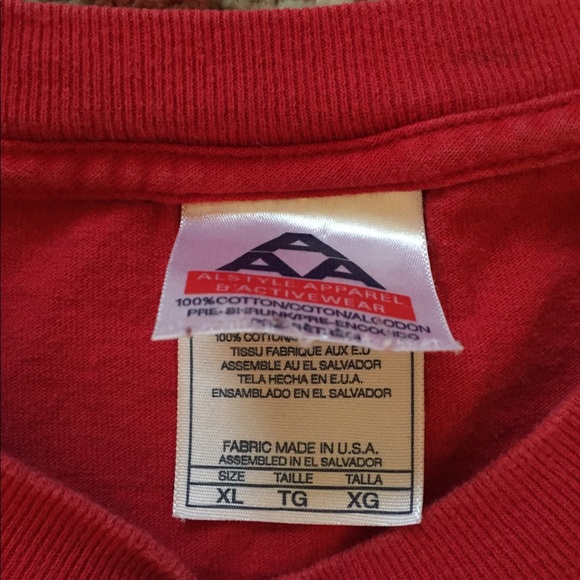 AAA
ALSTYLE APPAREL
& ACTIVEWEAR
100% COTTON/COTON/ALGODON
PRE-SHRUNK/PRE-ENCOLIDO
100% COTTON
TISSU FABRIQUE AUX E.U
ASSEMBLE AU EL SALVADOR
TELA HECHA EN E.U.A.
ENSAMBLADO EN EL SALVADOR
FABRIC MADE IN U.S.A.
ASSEMBLED IN EL SALVADOR
SIZE TAILLE TALLA
XL TG XG